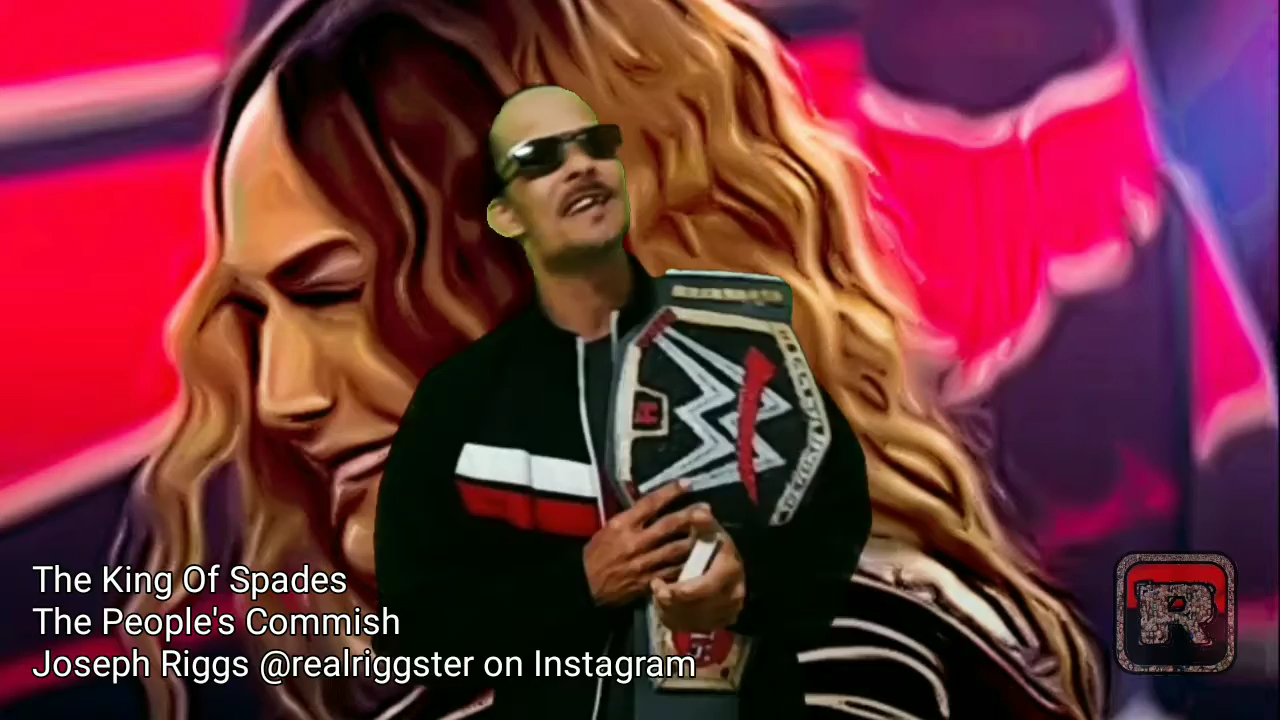 The King Of Spades
The People's Commish
Joseph Riggs @realriggster on Instagram
R